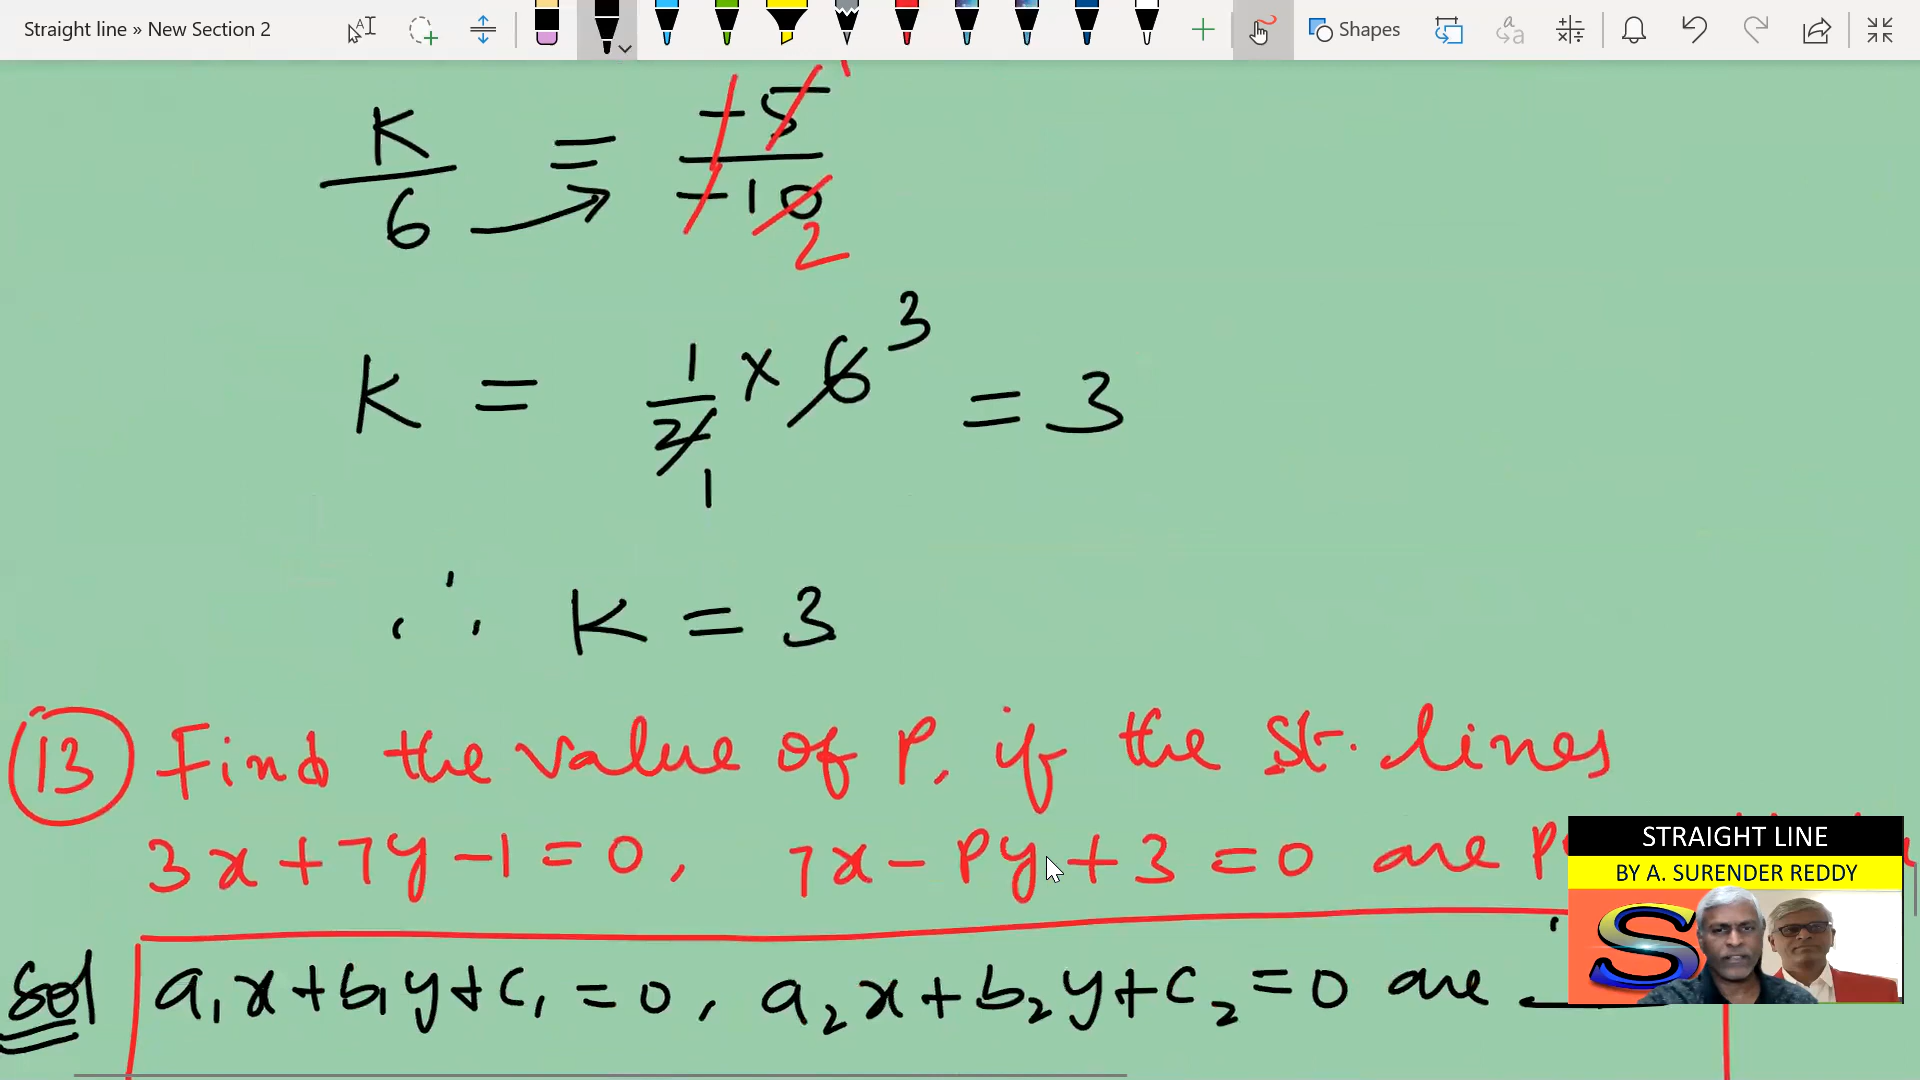 Straight line » New Section 2
Shapes
K/6 = -5/-10
2
K = 1/2 × 6 3 = 3
1
∴ K = 3
13 Find the value of P, if the St. lines
3x+7y-1=0, 7x-Py+3=0 are
STRAIGHT LINE
BY A. SURENDER REDDY
S
Sol a₁x+b₁y+c₁=0, a₂x+b₂y+c₂=0 are